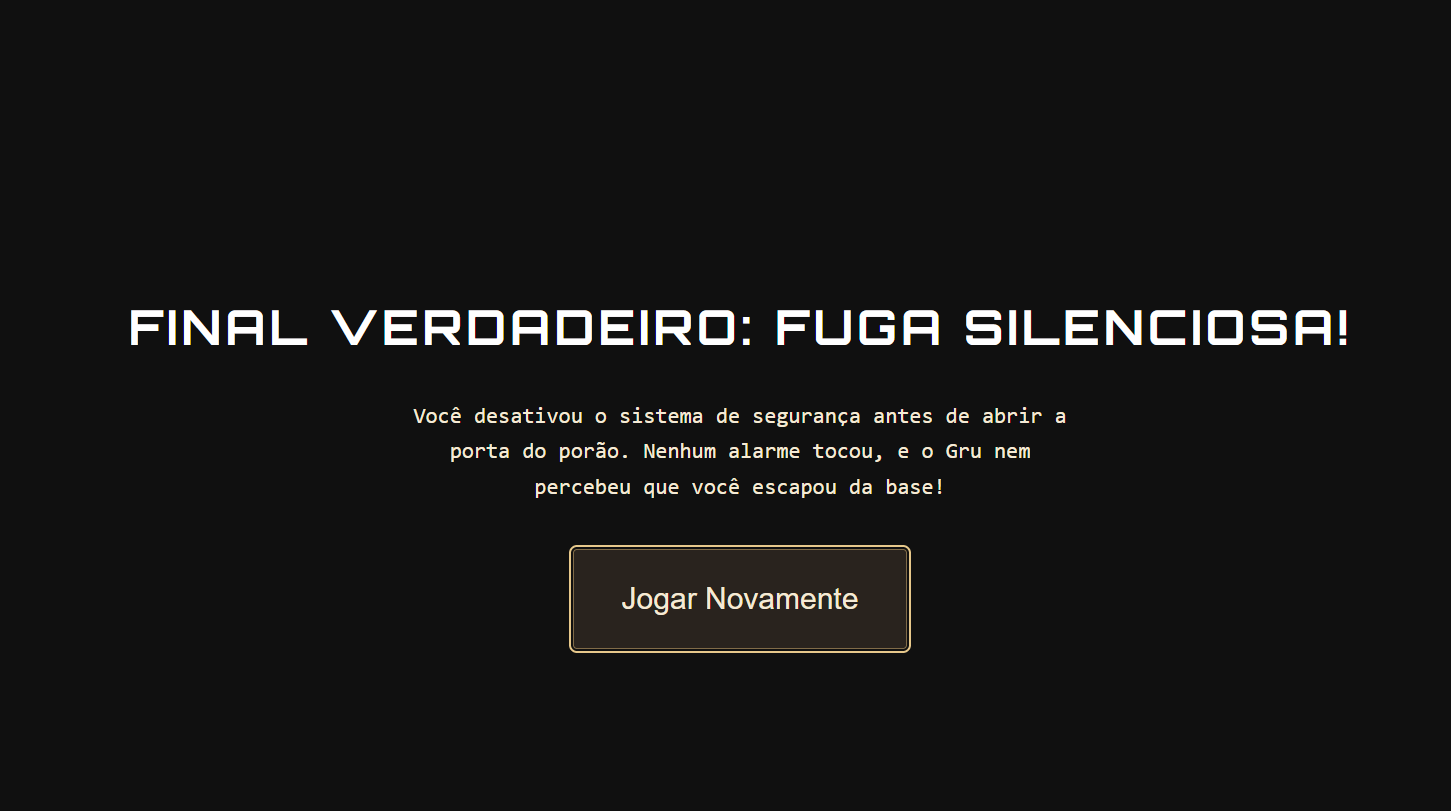 FINAL VERDADEIRO: FUGA SILENCIOSA!
Você desativou o sistema de segurança antes de abrir a
porta do porão. Nenhum alarme tocou, e o Gru nem
percebeu que você escapou da base!
Jogar Novamente